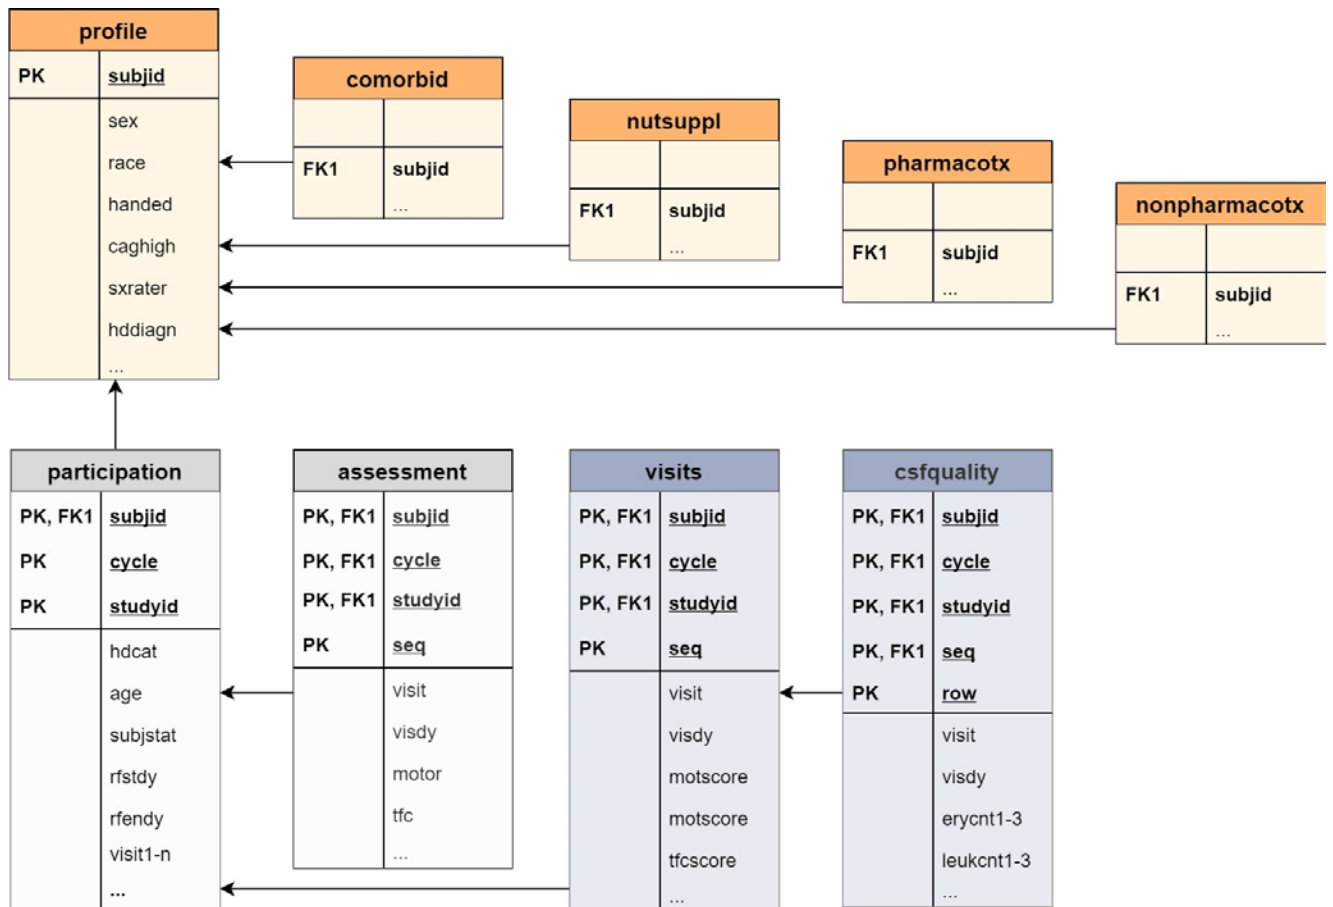 profile
PK subjid
sex
race
handed
caghigh
sxrater
hddiagn
...
comorbid
FK1 subjid
...
nutsuppl
FK1 subjid
...
pharmacotx
FK1 subjid
...
nonpharmacotx
FK1 subjid
...
participation
PK, FK1 subjid
PK cycle
PK studyid
hdcat
age
subjstat
rfstdy
rfendy
visit1-n
...
assessment
PK, FK1 subjid
PK, FK1 cycle
PK, FK1 studyid
PK seq
visit
visdy
motor
tfc
...
visits
PK, FK1 subjid
PK, FK1 cycle
PK, FK1 studyid
PK seq
visit
visdy
motscore
motscore
tfcscore
...
csfquality
PK, FK1 subjid
PK, FK1 cycle
PK, FK1 studyid
PK, FK1 seq
PK row
visit
visdy
erycnt1-3
leukcnt1-3
...